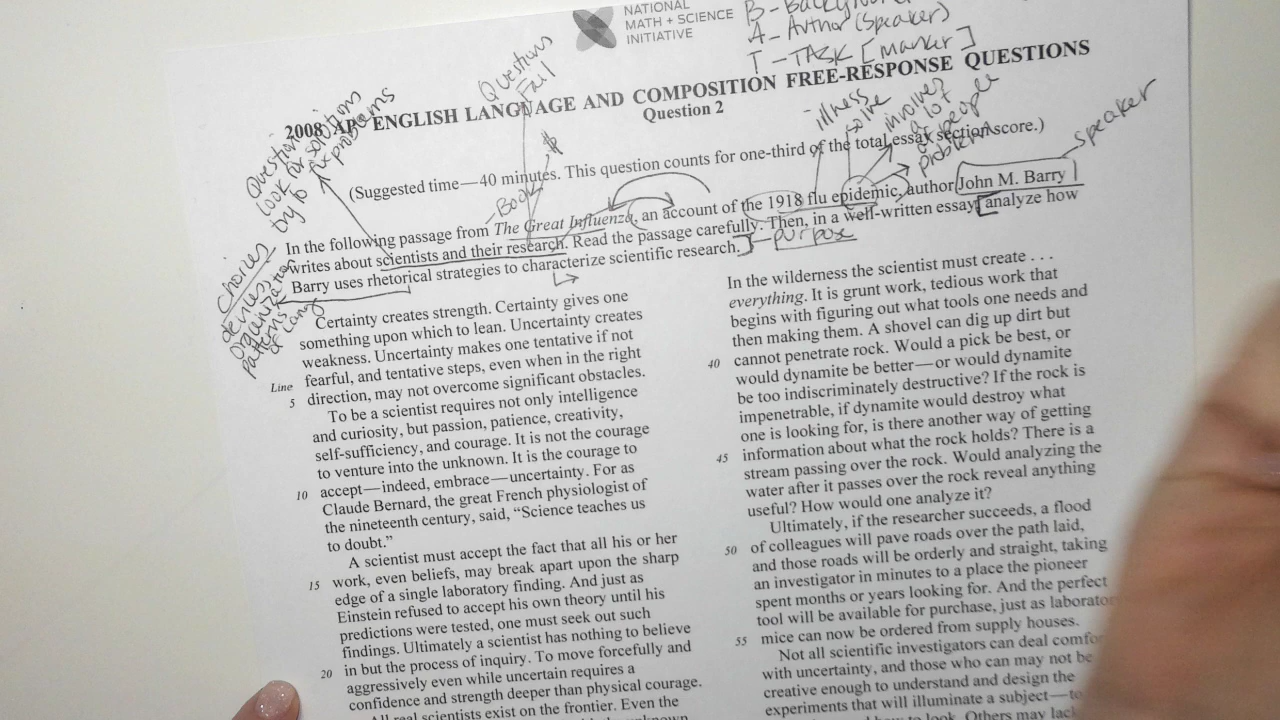 NATIONAL
MATH + SCIENCE
INITIATIVE
A - Author (Speaker)
T - TASK [Marker]
2008 AP ENGLISH LANGUAGE AND COMPOSITION FREE-RESPONSE QUESTIONS
Question 2
(Suggested time—40 minutes. This question counts for one-third of the total essay section score.)
In the following passage from The Great Influenza, an account of the 1918 flu epidemic, author John M. Barry
writes about scientists and their research. Read the passage carefully. Then, in a well-written essay, analyze how
Barry uses rhetorical strategies to characterize scientific research.
Questions
Fail
Book
$
Question
look for solutions
try to fix problems
illness
solve
involves
a lot
of people
problem
speaker
purpose
choices
devices
organization
patterns
of lang
Certainty creates strength. Certainty gives one
something upon which to lean. Uncertainty creates
weakness. Uncertainty makes one tentative if not
Line fearful, and tentative steps, even when in the right
5 direction, may not overcome significant obstacles.
To be a scientist requires not only intelligence
and curiosity, but passion, patience, creativity,
self-sufficiency, and courage. It is not the courage
to venture into the unknown. It is the courage to
10 accept—indeed, embrace—uncertainty. For as
Claude Bernard, the great French physiologist of
the nineteenth century, said, “Science teaches us
to doubt.”
A scientist must accept the fact that all his or her
15 work, even beliefs, may break apart upon the sharp
edge of a single laboratory finding. And just as
Einstein refused to accept his own theory until his
predictions were tested, one must seek out such
findings. Ultimately a scientist has nothing to believe
20 in but the process of inquiry. To move forcefully and
aggressively even while uncertain requires a
confidence and strength deeper than physical courage.
All real scientists exist on the frontier. Even the
unknown
In the wilderness the scientist must create . . .
everything. It is grunt work, tedious work that
begins with figuring out what tools one needs and
then making them. A shovel can dig up dirt but
40 cannot penetrate rock. Would a pick be best, or
would dynamite be better—or would dynamite
be too indiscriminately destructive? If the rock is
impenetrable, if dynamite would destroy what
one is looking for, is there another way of getting
45 information about what the rock holds? There is a
stream passing over the rock. Would analyzing the
water after it passes over the rock reveal anything
useful? How would one analyze it?
Ultimately, if the researcher succeeds, a flood
50 of colleagues will pave roads over the path laid,
and those roads will be orderly and straight, taking
an investigator in minutes to a place the pioneer
spent months or years looking for. And the perfect
tool will be available for purchase, just as laborator
55 mice can now be ordered from supply houses.
Not all scientific investigators can deal comfo
with uncertainty, and those who can may not be
creative enough to understand and design the
experiments that will illuminate a subject—to
how to look. Others may lack